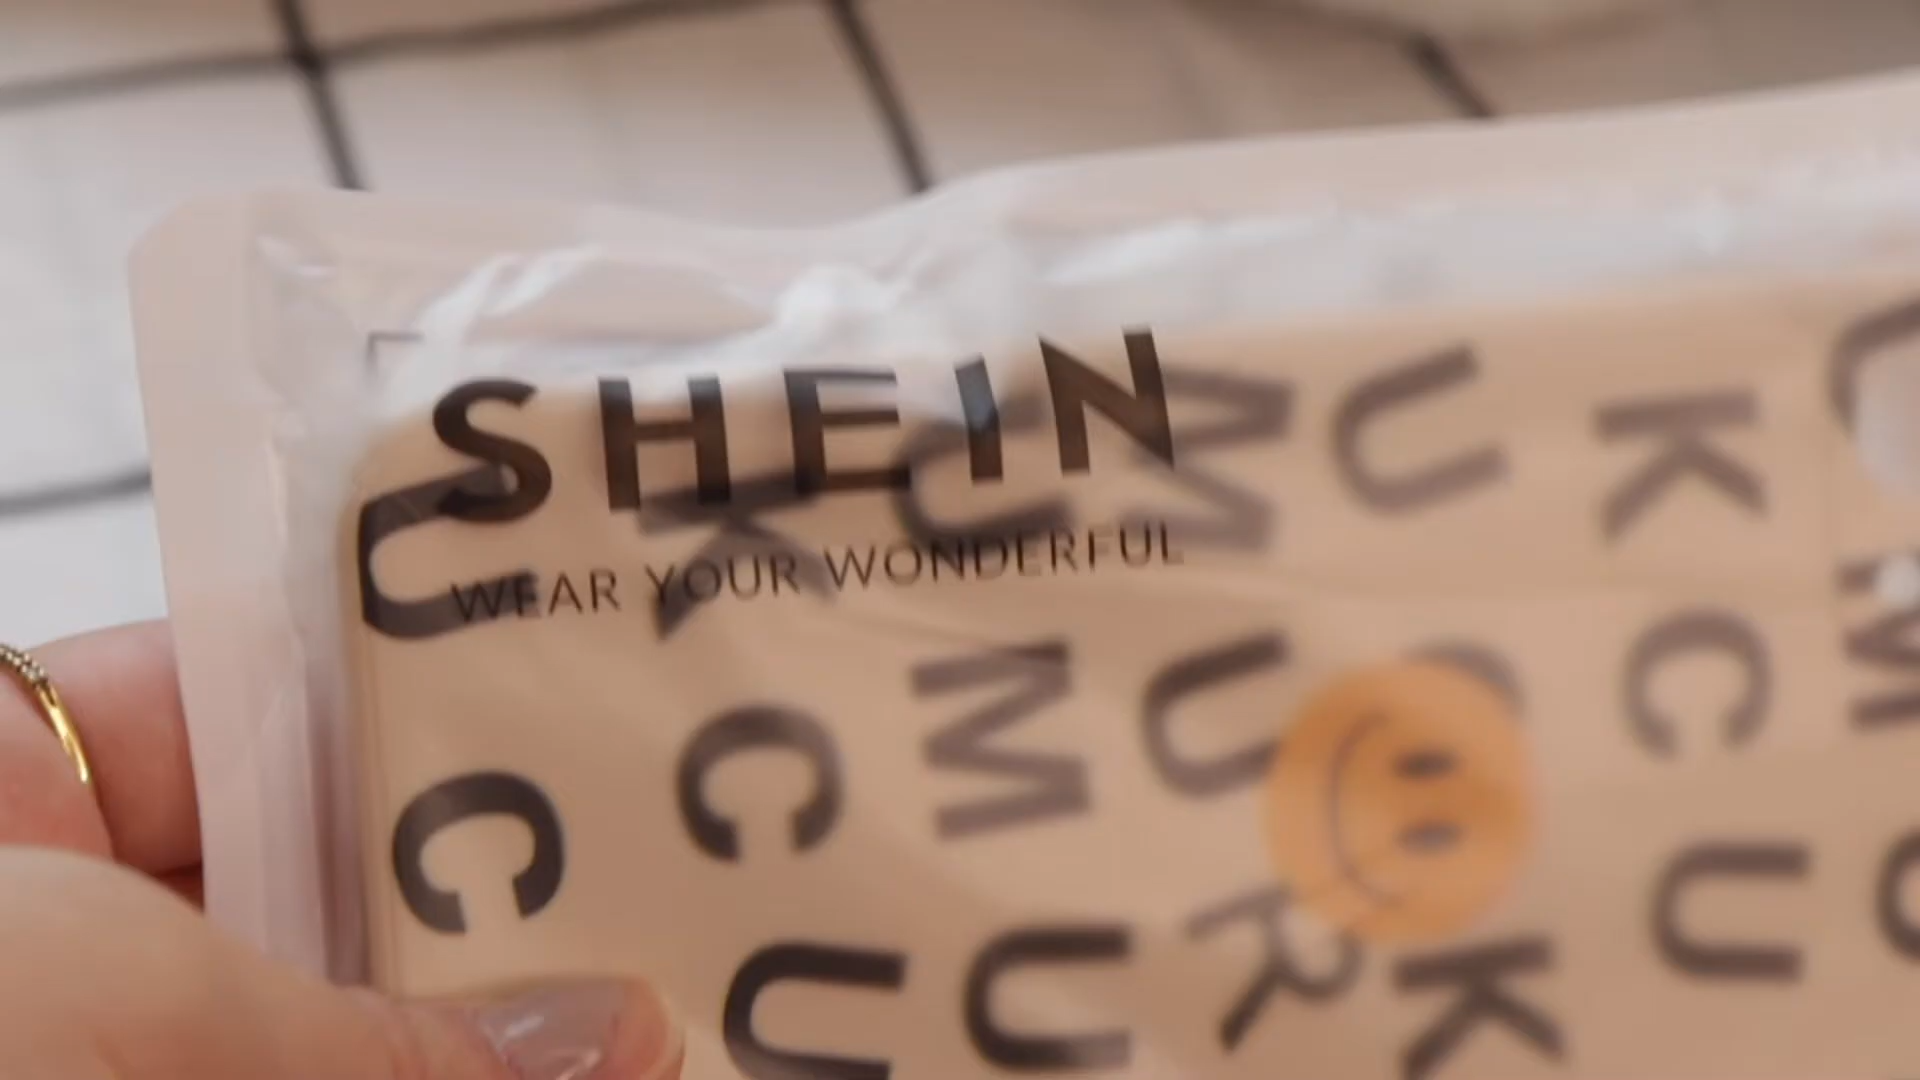 SHEIN
WEAR YOUR WONDERFUL
U K U M U K
C C M U C M
U U R K U